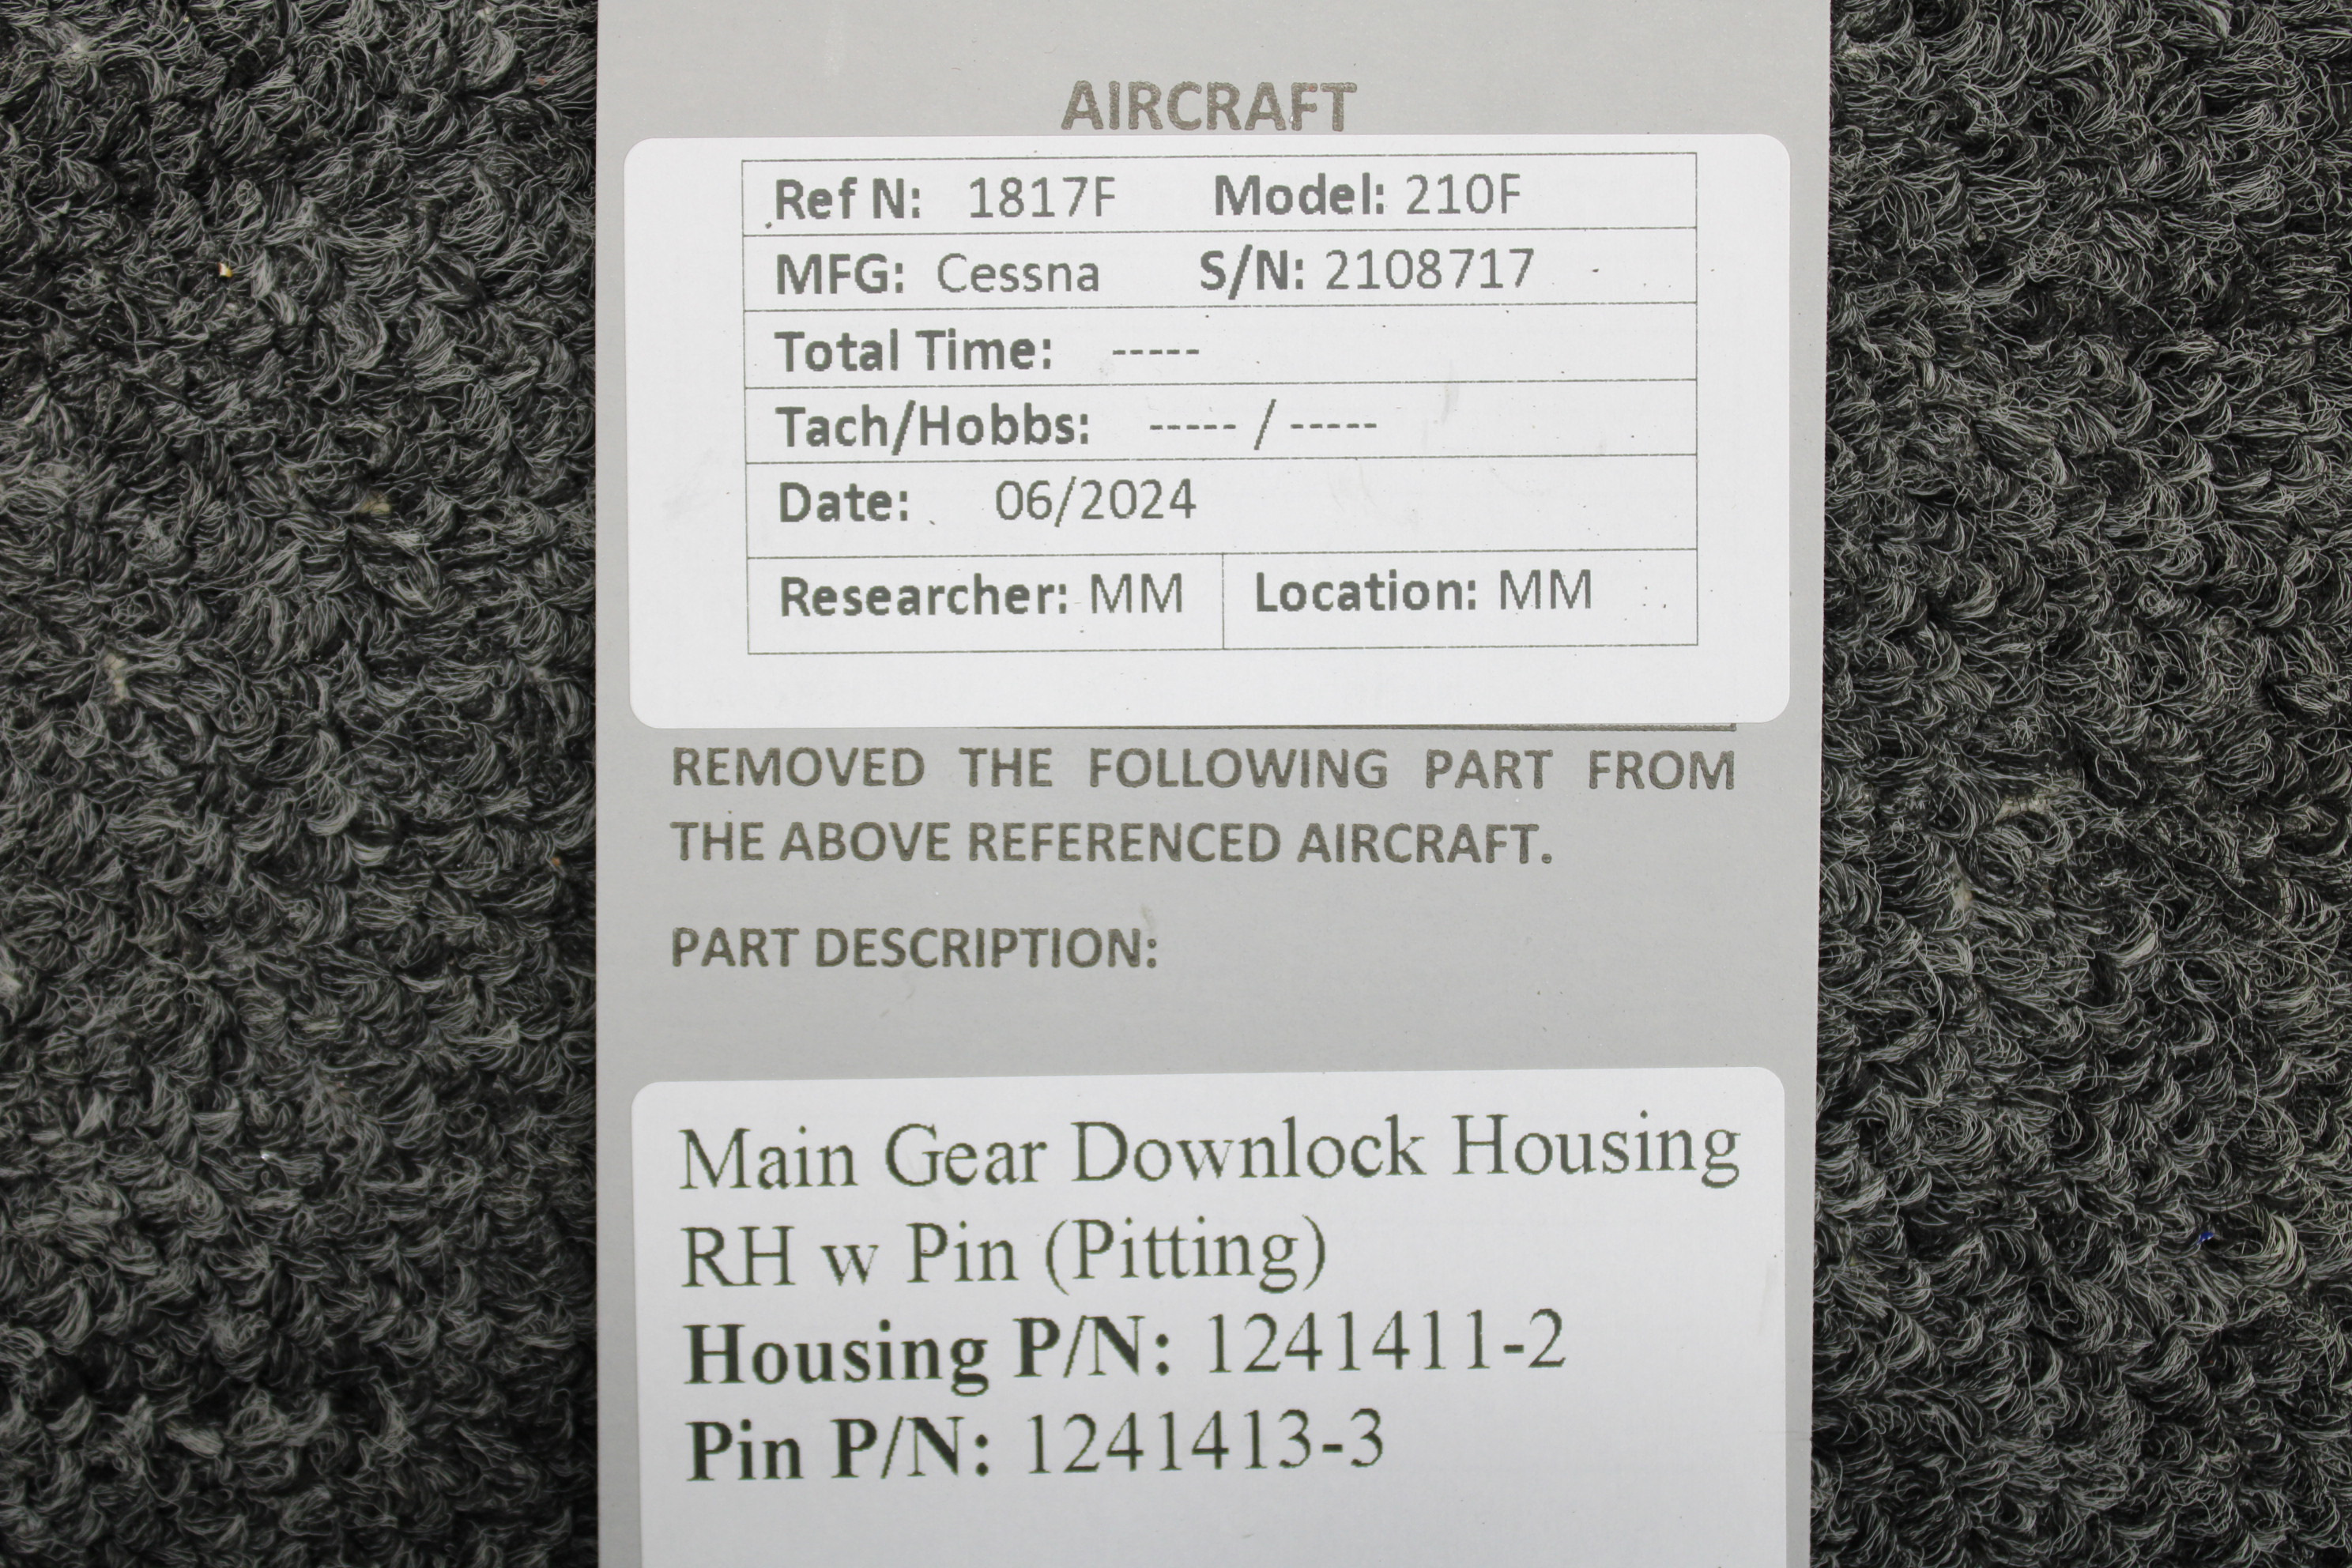 AIRCRAFT
Ref N: 1817F Model: 210F
MFG: Cessna S/N: 2108717
Total Time: -----
Tach/Hobbs: ----- / -----
Date: 06/2024
Researcher: MM Location: MM
REMOVED THE FOLLOWING PART FROM
THE ABOVE REFERENCED AIRCRAFT.
PART DESCRIPTION:
Main Gear Downlock Housing
RH w Pin (Pitting)
Housing P/N: 1241411-2
Pin P/N: 1241413-3